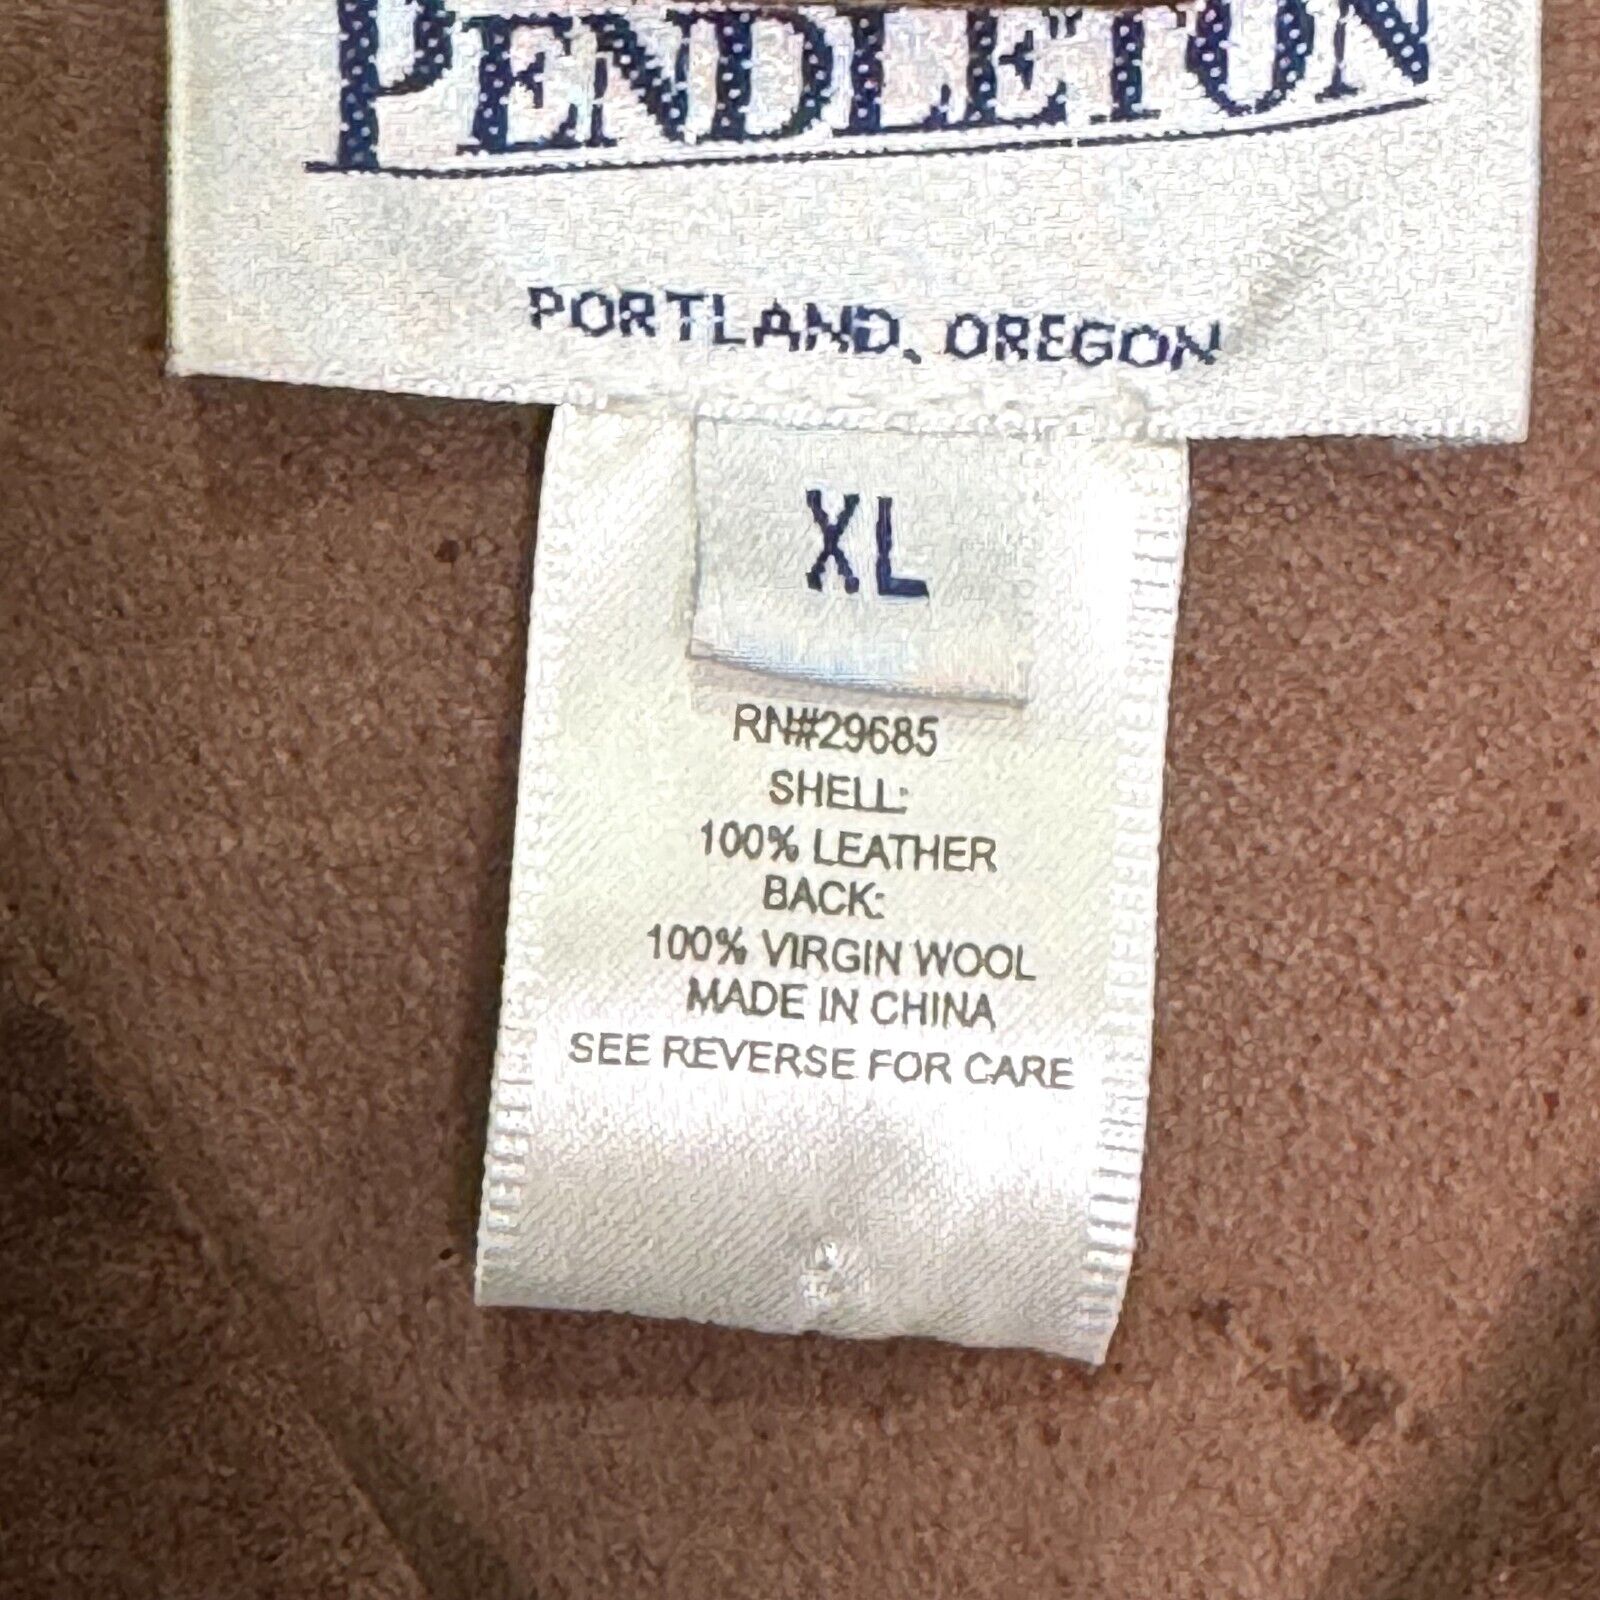 PENDLETON
PORTLAND, OREGON
XL
RN#29685
SHELL:
100% LEATHER
BACK:
100% VIRGIN WOOL
MADE IN CHINA
SEE REVERSE FOR CARE